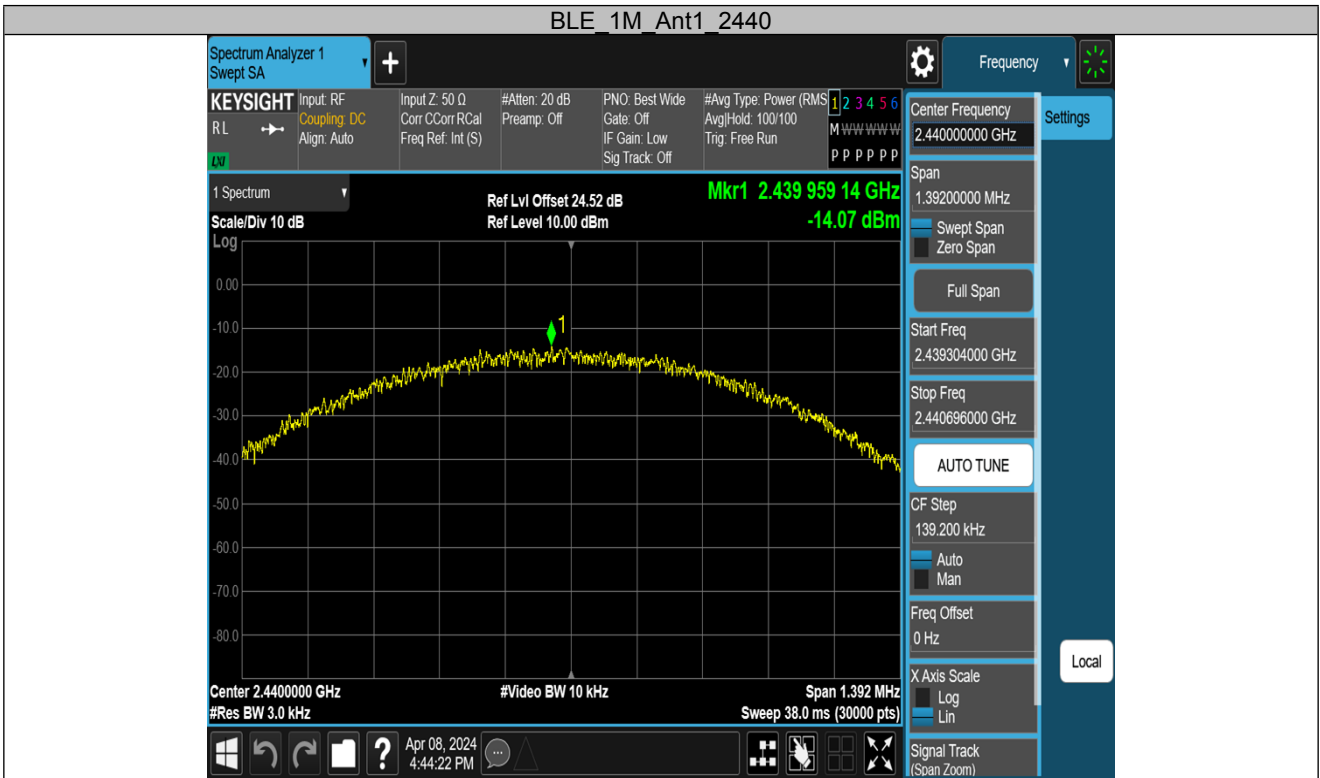 BLE_1M_Ant1_2440
Spectrum Analyzer 1
Swept SA
+
Frequency
KEYSIGHT
RL
LXI
Input: RF
Coupling: DC
Align: Auto
Input Z: 50 Ω
Corr CCorr RCal
Freq Ref: Int (S)
#Atten: 20 dB
Preamp: Off
PNO: Best Wide
Gate: Off
IF Gain: Low
Sig Track: Off
#Avg Type: Power (RMS
Avg|Hold: 100/100
Trig: Free Run
1 2 3 4 5 6
M W W W W W
P P P P P P
1 Spectrum
Scale/Div 10 dB
Log
Ref Lvl Offset 24.52 dB
Ref Level 10.00 dBm
Mkr1 2.439 959 14 GHz
-14.07 dBm
0.00
-10.0
-20.0
-30.0
-40.0
-50.0
-60.0
-70.0
-80.0
1
Center 2.4400000 GHz
#Res BW 3.0 kHz
#Video BW 10 kHz
Span 1.392 MHz
Sweep 38.0 ms (30000 pts)
Center Frequency
2.440000000 GHz
Span
1.39200000 MHz
Swept Span
Zero Span
Full Span
Start Freq
2.439304000 GHz
Stop Freq
2.440696000 GHz
AUTO TUNE
CF Step
139.200 kHz
Auto
Man
Freq Offset
0 Hz
X Axis Scale
Log
Lin
Signal Track
(Span Zoom)
Settings
Local
?
Apr 08, 2024
4:44:22 PM